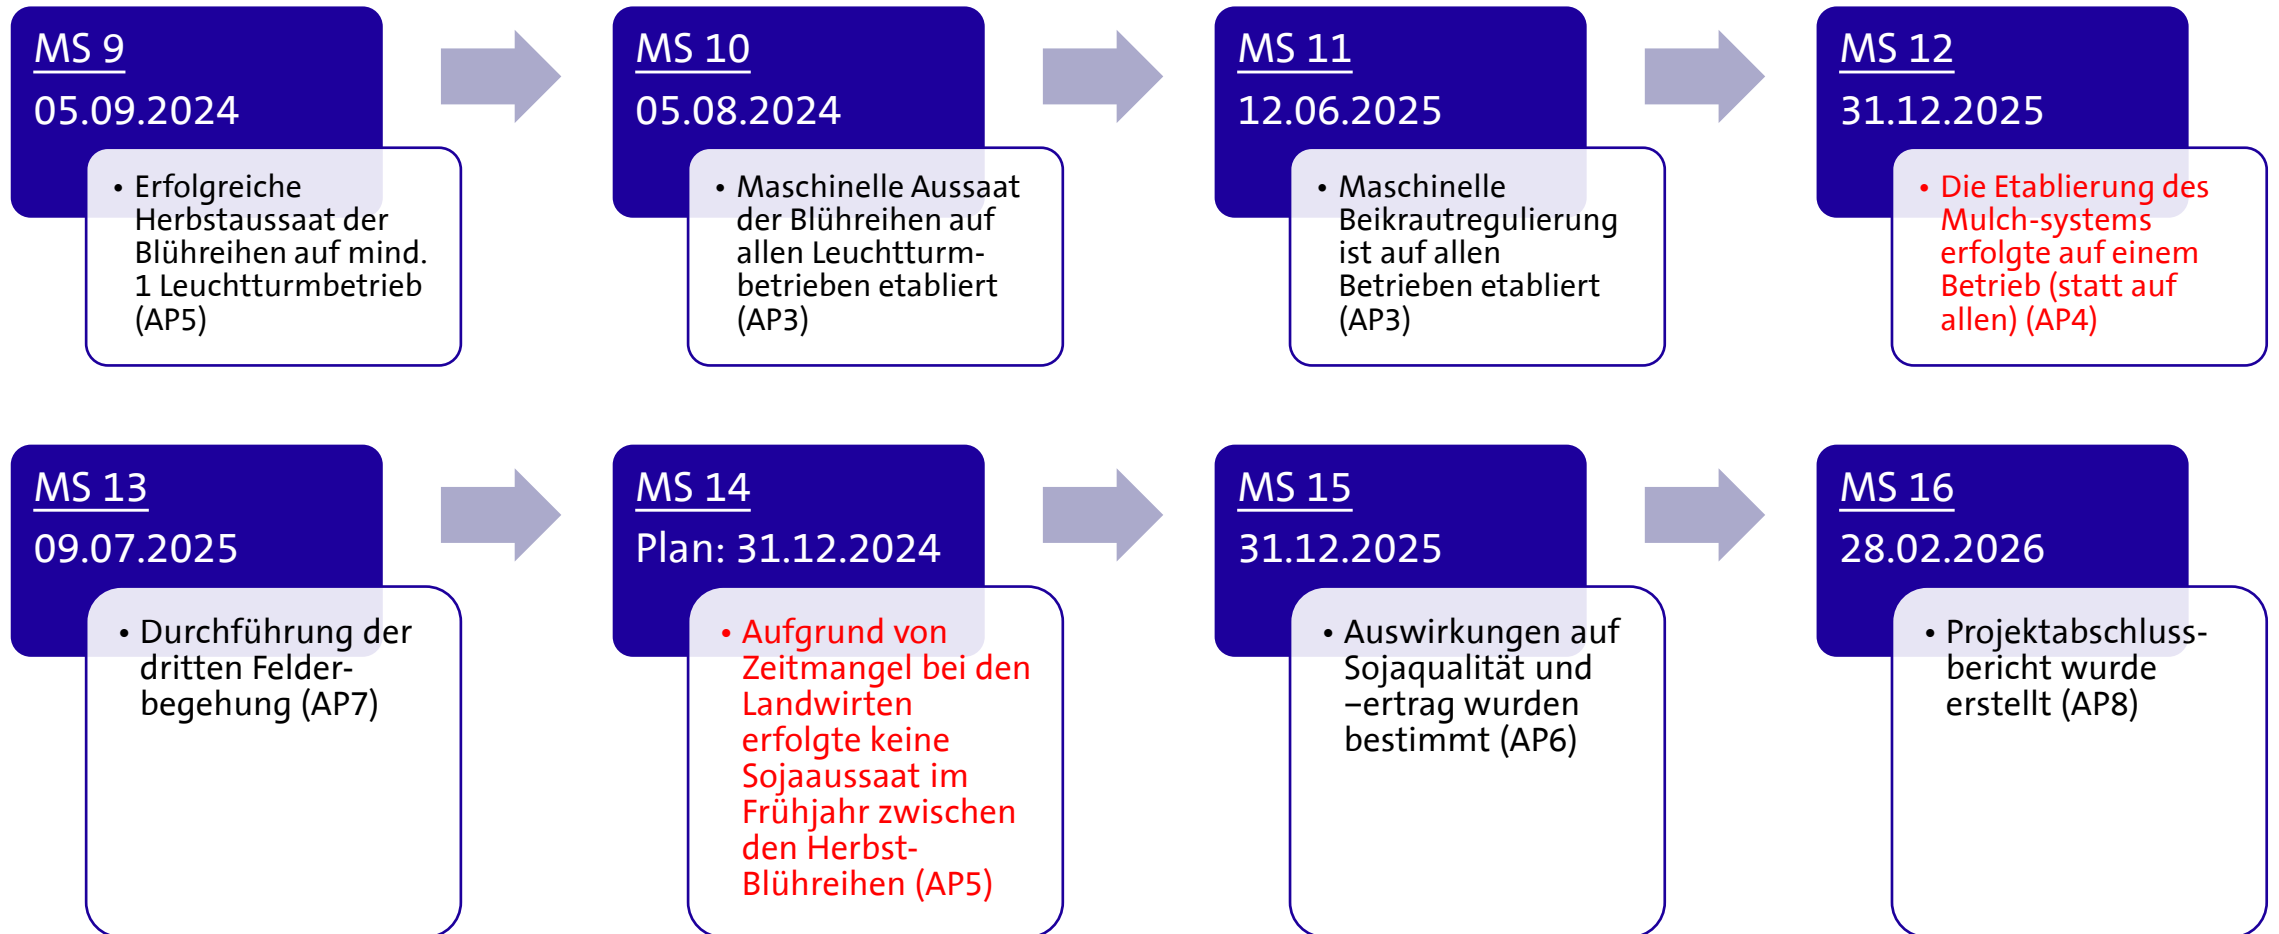 MS 9
05.09.2024
• Erfolgreiche
Herbstaussaat der
Blühreihen auf mind.
1 Leuchtturmbetrieb
(AP5)
MS 10
05.08.2024
• Maschinelle Aussaat
der Blühreihen auf
allen Leuchtturm-
betrieben etabliert
(AP3)
MS 11
12.06.2025
• Maschinelle
Beikrautregulierung
ist auf allen
Betrieben etabliert
(AP3)
MS 12
31.12.2025
• Die Etablierung des
Mulch-systems
erfolgte auf einem
Betrieb (statt auf
allen) (AP4)
MS 13
09.07.2025
• Durchführung der
dritten Felder-
begehung (AP7)
MS 14
Plan: 31.12.2024
• Aufgrund von
Zeitmangel bei den
Landwirten
erfolgte keine
Sojaaussaat im
Frühjahr zwischen
den Herbst-
Blühreihen (AP5)
MS 15
31.12.2025
• Auswirkungen auf
Sojaqualität und
–ertrag wurden
bestimmt (AP6)
MS 16
28.02.2026
• Projektabschluss-
bericht wurde
erstellt (AP8)